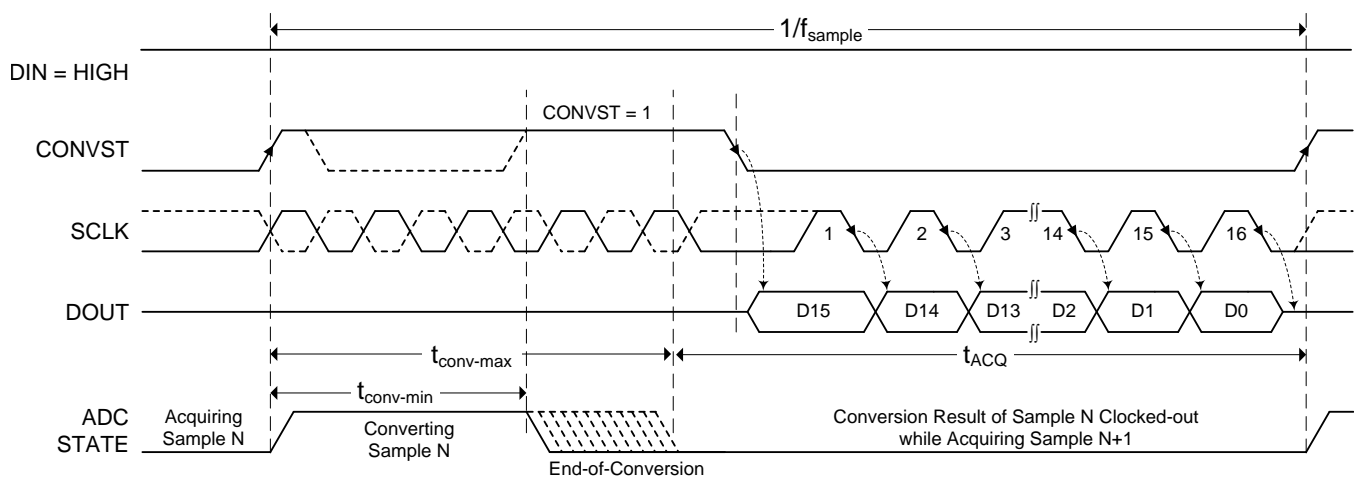 1/fsample
DIN = HIGH
CONVST = 1
CONVST
SCLK
1 2 3 14 15 16
DOUT
D15 D14 D13 D2 D1 D0
tconv-max
tACQ
tconv-min
ADC
STATE
Acquiring
Sample N
Converting
Sample N
End-of-Conversion
Conversion Result of Sample N Clocked-out
while Acquiring Sample N+1